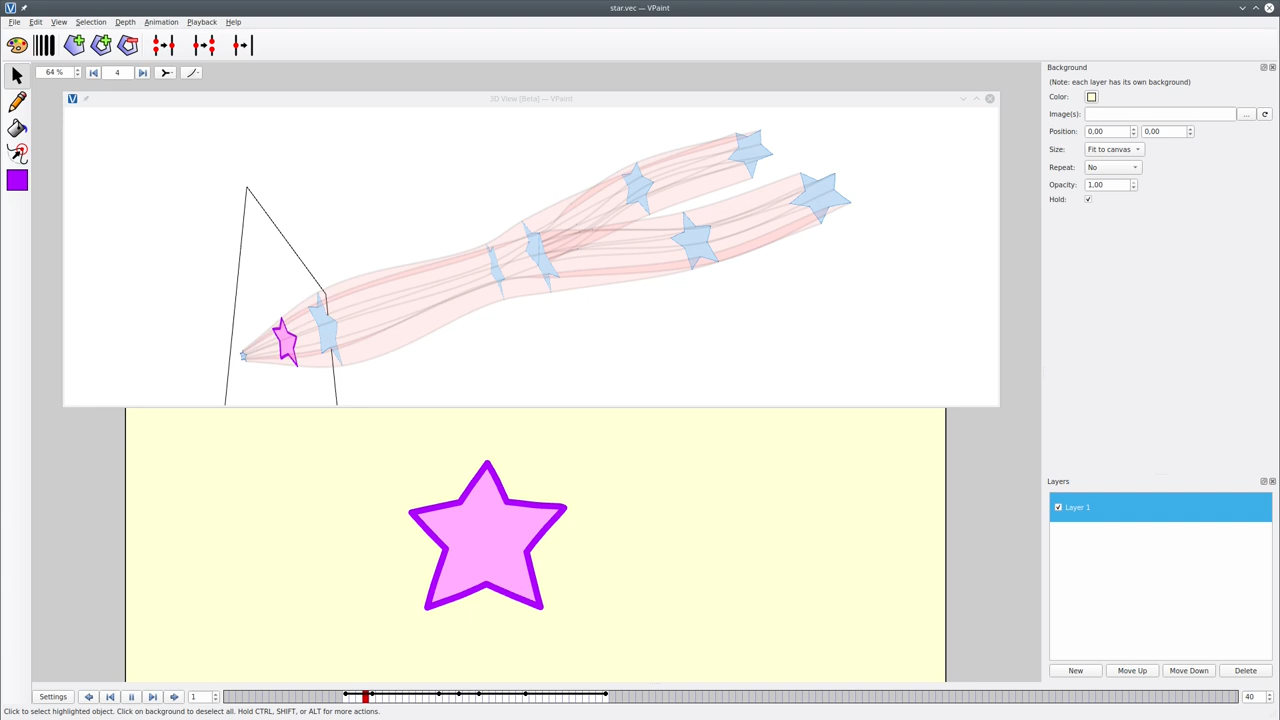 star.vec — VPaint
File Edit View Selection Depth Animation Playback Help
64 % 4
3D View [Beta] — VPaint
Background
(Note: each layer has its own background)
Color:
Image(s): ...
Position: 0,00 0,00
Size: Fit to canvas
Repeat: No
Opacity: 1,00
Hold:
Layers
Layer 1
New Move Up Move Down Delete
Settings 1 40
Click to select highlighted object. Click on background to deselect all. Hold CTRL, SHIFT, or ALT for more actions.